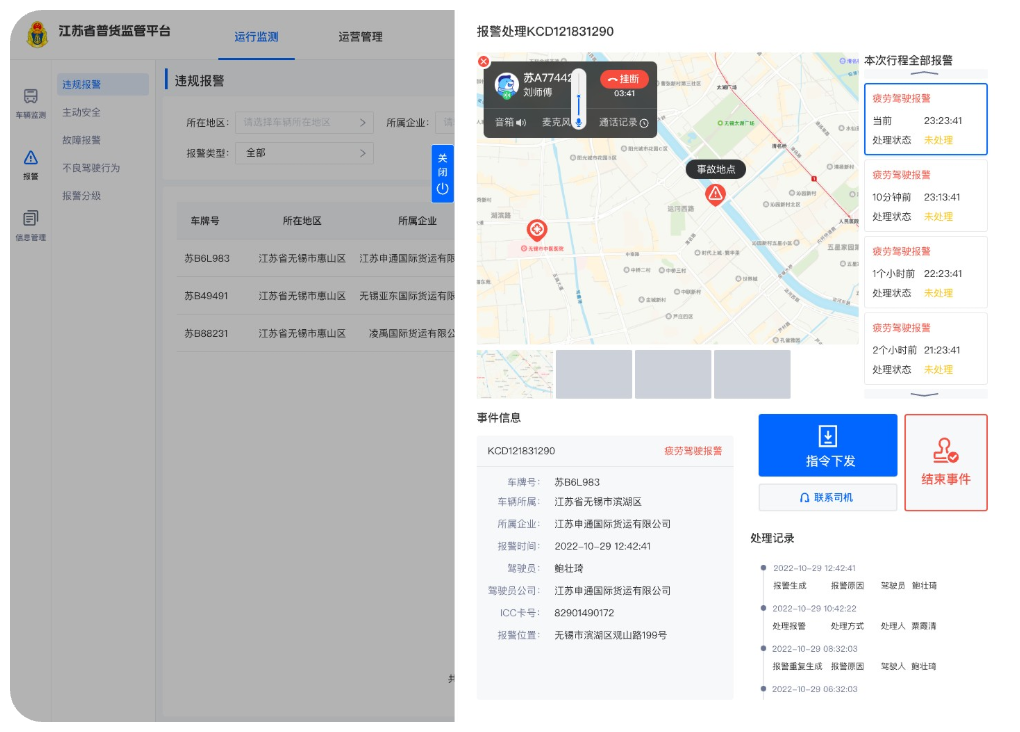 江苏省普货监管平台
运行监测
运营管理
违规报警
主动安全
故障报警
不良驾驶行为
报警分级
车辆监测
报警
信息管理
违规报警
所在地区:
请选择车辆所在地区
所属企业:
请
报警类型:
全部
关闭
车牌号
所在地区
所属企业
苏B6L983
江苏省无锡市惠山区
江苏申通国际货运有限
苏B49491
江苏省无锡市惠山区
无锡亚东国际货运有限
苏B88231
江苏省无锡市惠山区
凌禹国际货运有限公
共
报警处理KCD121831290
苏A77442
刘师傅
挂断
03:41
音箱
麦克风
通话记录
事故地点
运河西路
本次行程全部报警
疲劳驾驶报警
当前 23:23:41
处理状态 未处理
疲劳驾驶报警
10分钟前 23:13:41
处理状态 未处理
疲劳驾驶报警
1个小时前 22:23:41
处理状态 未处理
疲劳驾驶报警
2个小时前 21:23:41
处理状态 未处理
事件信息
KCD121831290
疲劳驾驶报警
车牌号: 苏B6L983
车辆所属: 江苏省无锡市滨湖区
所属企业: 江苏申通国际货运有限公司
报警时间: 2022-10-29 12:42:41
驾驶员: 鲍壮琦
驾驶员公司: 江苏申通国际货运有限公司
ICC卡号: 82901490172
报警位置: 无锡市滨湖区观山路199号
指令下发
联系司机
结束事件
处理记录
2022-10-29 12:42:41
报警生成 报警原因 驾驶员 鲍壮琦
2022-10-29 10:42:22
处理报警 处理方式 处理人 票霞清
2022-10-29 08:32:03
报警重复生成 报警原因 驾驶人 鲍壮琦
2022-10-29 06:32:03